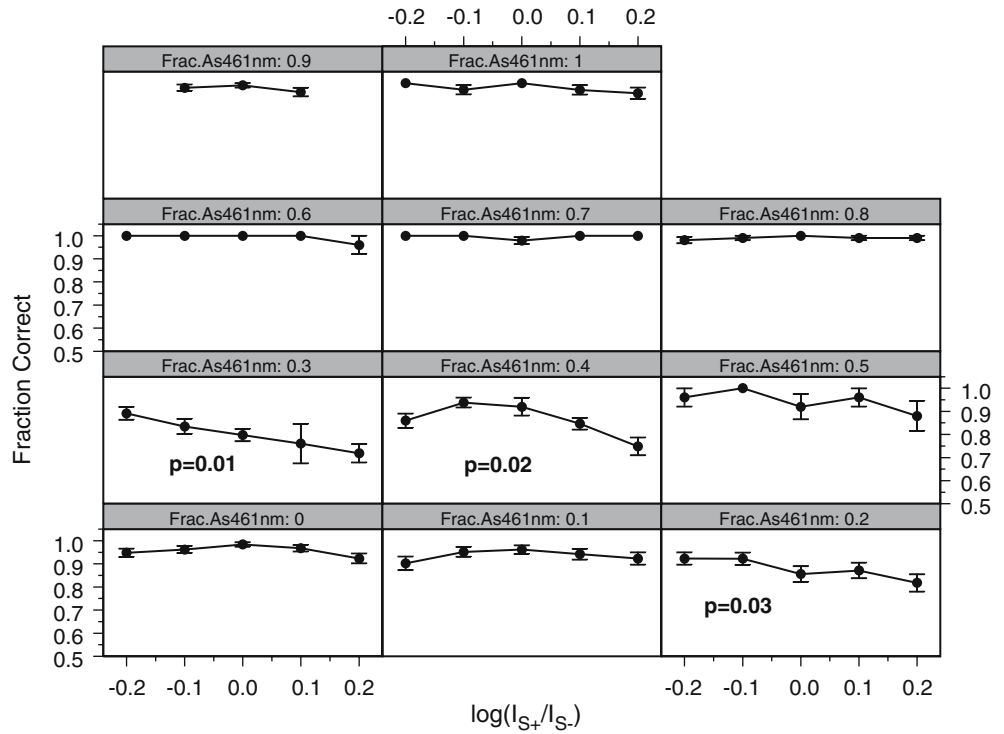 -0.2 0.0 0.2
-0.1 0.1
Frac.As461nm: 0.9 Frac.As461nm: 1
Frac.As461nm: 0.6 Frac.As461nm: 0.7 Frac.As461nm: 0.8
1.0
0.9
0.8
0.7
0.6
0.5
Fraction Correct
Frac.As461nm: 0.3 Frac.As461nm: 0.4 Frac.As461nm: 0.5
p=0.01 p=0.02
1.0
0.9
0.8
0.7
0.6
0.5
Frac.As461nm: 0 Frac.As461nm: 0.1 Frac.As461nm: 0.2
1.0
0.9
0.8
0.7
0.6
0.5
p=0.03
-0.2 -0.1 0.0 0.1 0.2 -0.2 -0.1 0.0 0.1 0.2
log(I_S+/I_S-)